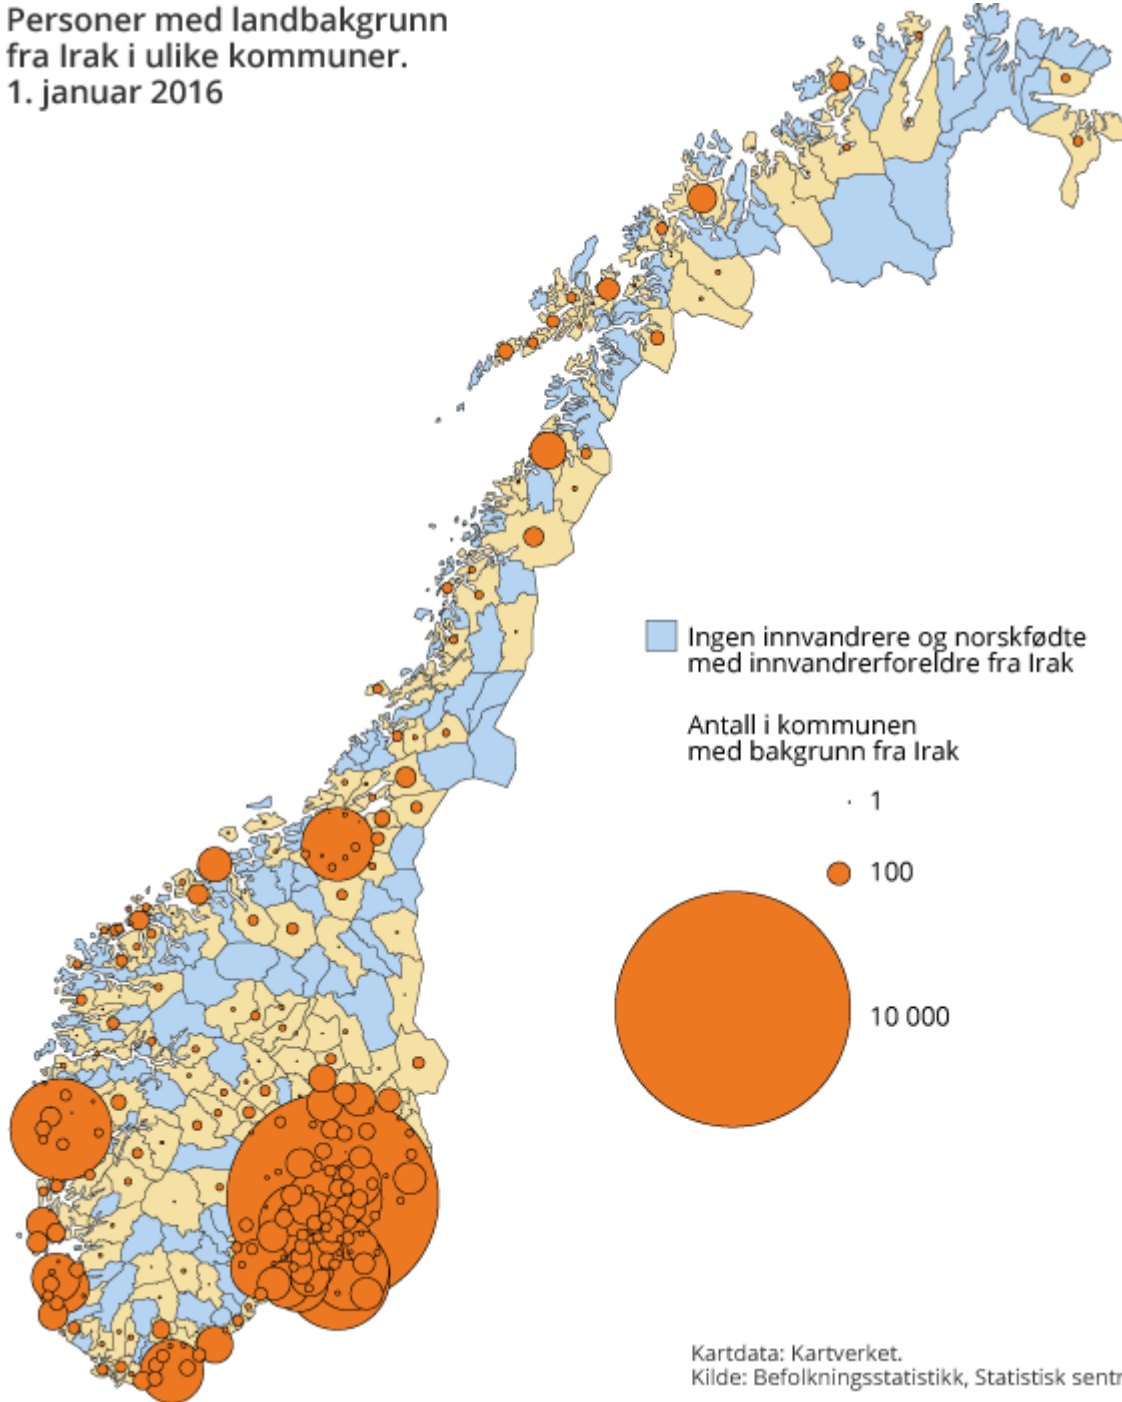 Personer med landbakgrunn
fra Irak i ulike kommuner.
1. januar 2016
Ingen innvandrere og norskfødte
med innvandrerforeldre fra Irak
Antall i kommunen
med bakgrunn fra Irak
1
100
10 000
Kartdata: Kartverket.
Kilde: Befolkningsstatistikk, Statistisk sentr